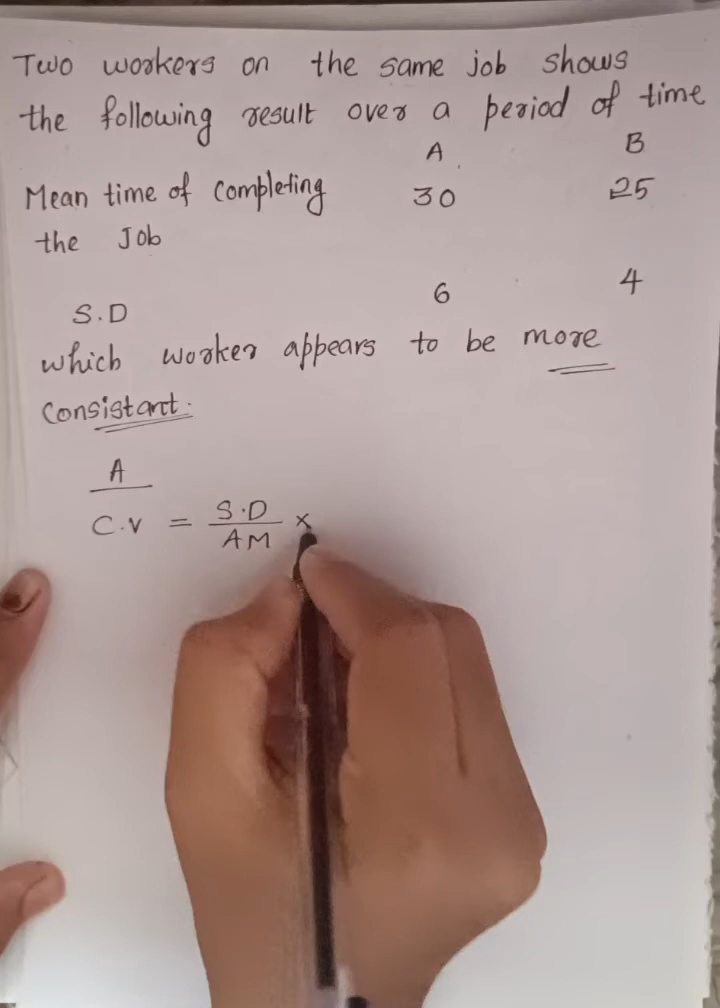 Two workers on the same job shows
the following result over a period of time
A B
Mean time of completing 30 25
the Job
S.D 6 4
which worker appears to be more
consistant.
A
C.V = S.D / AM ×